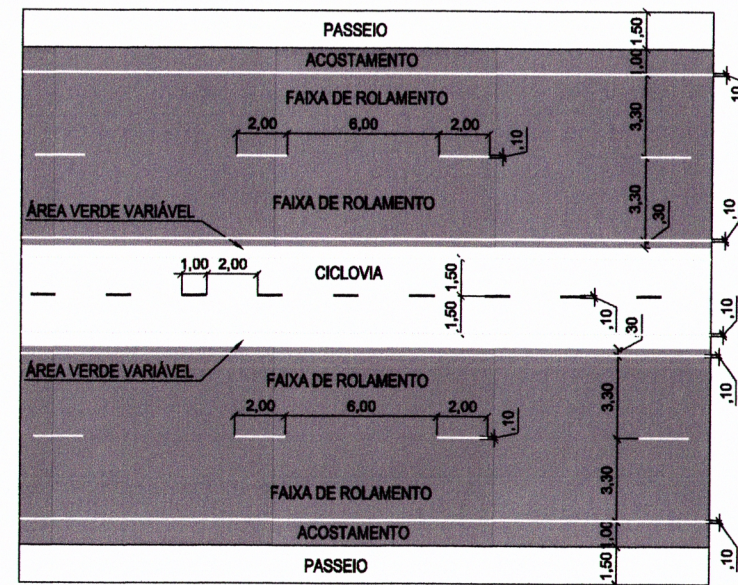 PASSEIO
1,50
ACOSTAMENTO
1,00
,10
FAIXA DE ROLAMENTO
3,30
2,00 6,00 2,00
,10
FAIXA DE ROLAMENTO
3,30
,30
,10
ÁREA VERDE VARIÁVEL
1,00 2,00
CICLOVIA
1,50
1,50
,10
,30
,10
ÁREA VERDE VARIÁVEL
,10
FAIXA DE ROLAMENTO
3,30
2,00 6,00 2,00
,10
FAIXA DE ROLAMENTO
3,30
ACOSTAMENTO
1,00
,10
PASSEIO
1,50